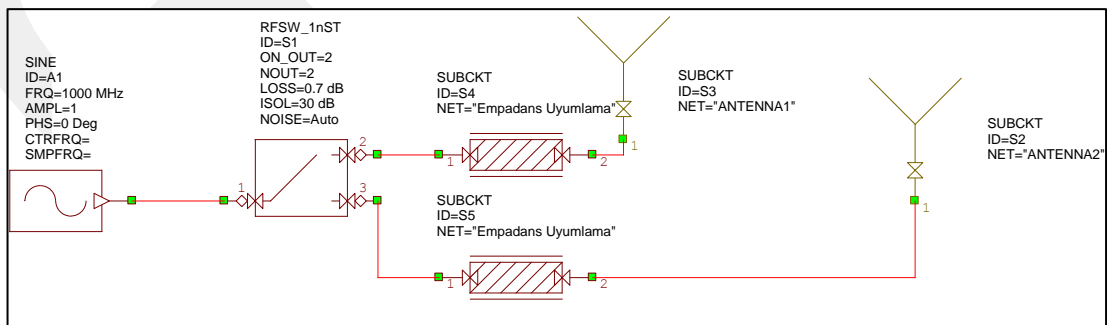 SINE
ID=A1
FRQ=1000 MHz
AMPL=1
PHS=0 Deg
CTRFRQ=
SMPFRQ=
RFSW_1nST
ID=S1
ON_OUT=2
NOUT=2
LOSS=0.7 dB
ISOL=30 dB
NOISE=Auto
SUBCKT
ID=S4
NET="Empadans Uyumlama"
SUBCKT
ID=S3
NET="ANTENNA1"
SUBCKT
ID=S2
NET="ANTENNA2"
1
2
3
1
2
1
SUBCKT
ID=S5
NET="Empadans Uyumlama"
1
2
1